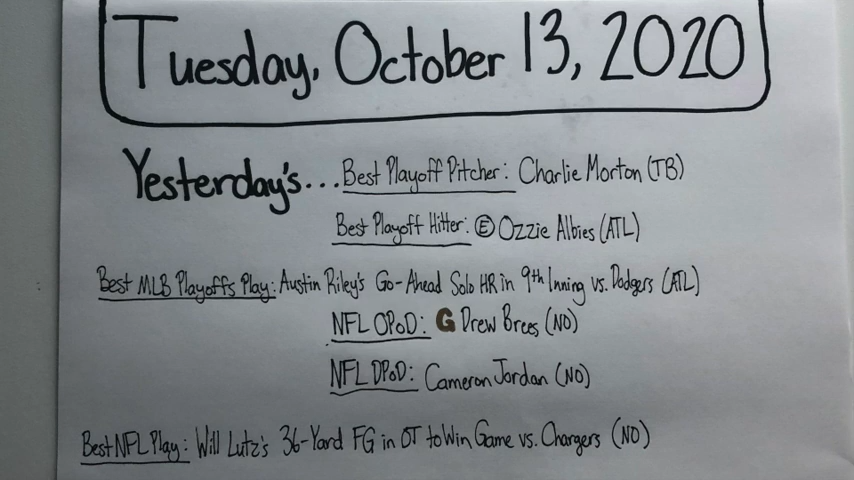 Tuesday, October 13, 2020
Yesterday's... Best Playoff Pitcher: Charlie Morton (TB)
Best Playoff Hitter: Ⓔ Ozzie Albies (ATL)
Best MLB Playoffs Play: Austin Riley's Go-Ahead Solo HR in 9th Inning vs. Dodgers (ATL)
NFL OPoD: G Drew Brees (NO)
NFL DPoD: Cameron Jordan (NO)
Best NFL Play: Will Lutz's 36-Yard FG in OT to Win Game vs. Chargers (NO)